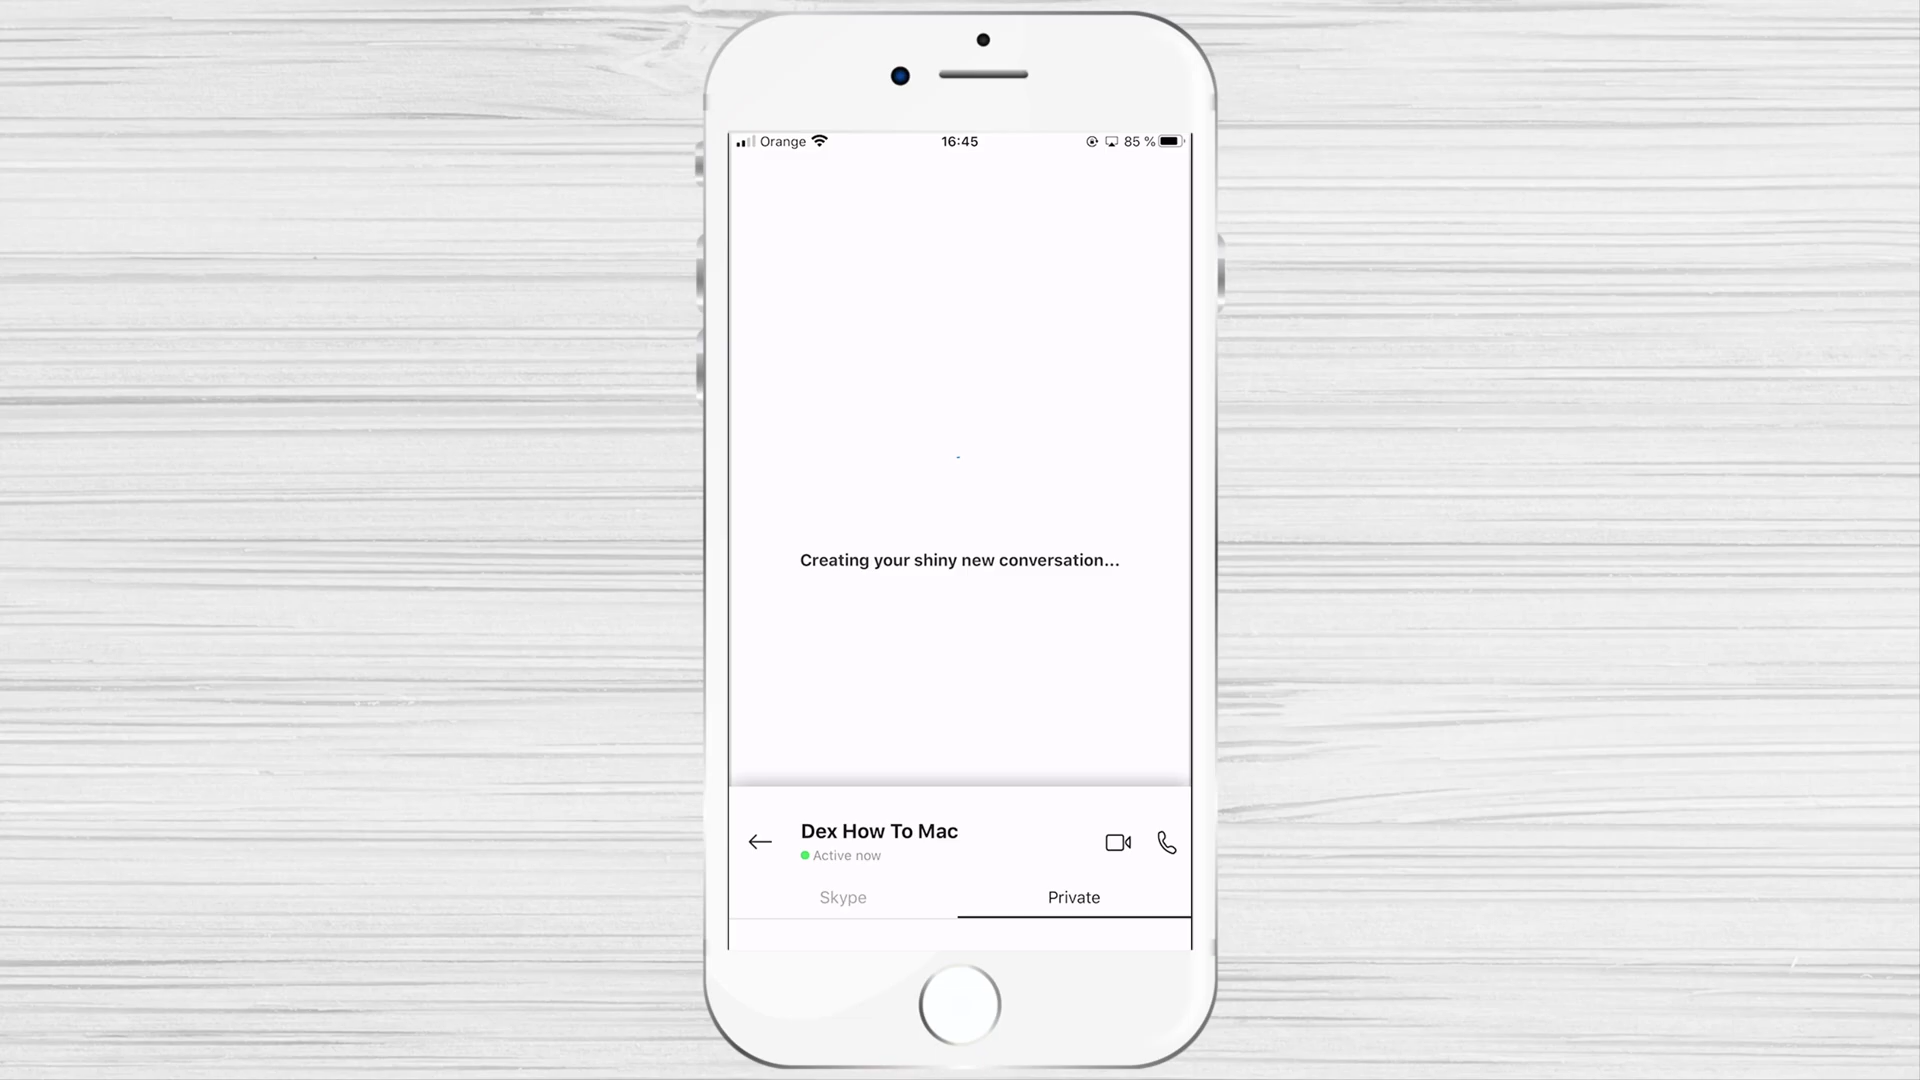 Orange 16:45 85 %
Creating your shiny new conversation...
Dex How To Mac
Active now
Skype Private